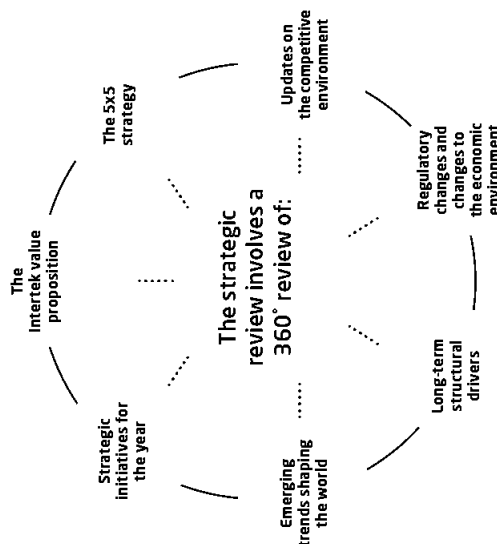 The strategic
review involves a
360° review of:
The
Intertek value
proposition
The 5x5
strategy
Updates on
the competitive
environment
Regulatory
changes and
changes to
the economic
environment
Long-term
structural
drivers
Emerging
trends shaping
the world
Strategic
initiatives for
the year